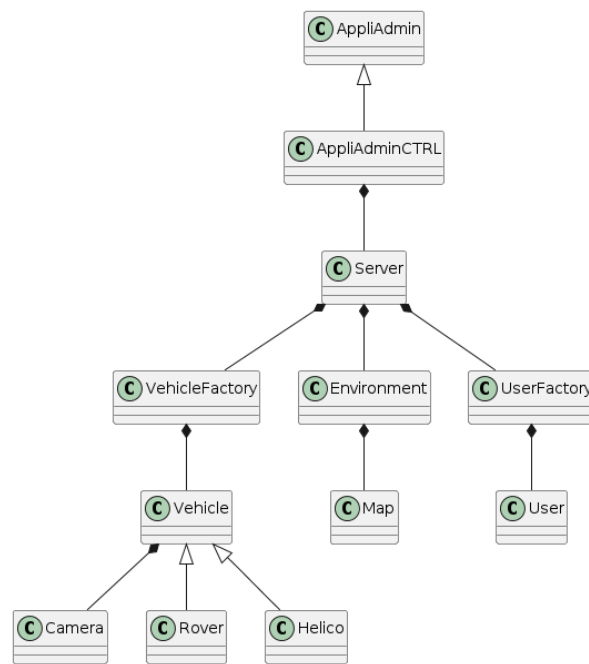 C AppliAdmin
C AppliAdminCTRL
C Server
C VehicleFactory C Environment C UserFactory
C Vehicle C Map C User
C Camera C Rover C Helico